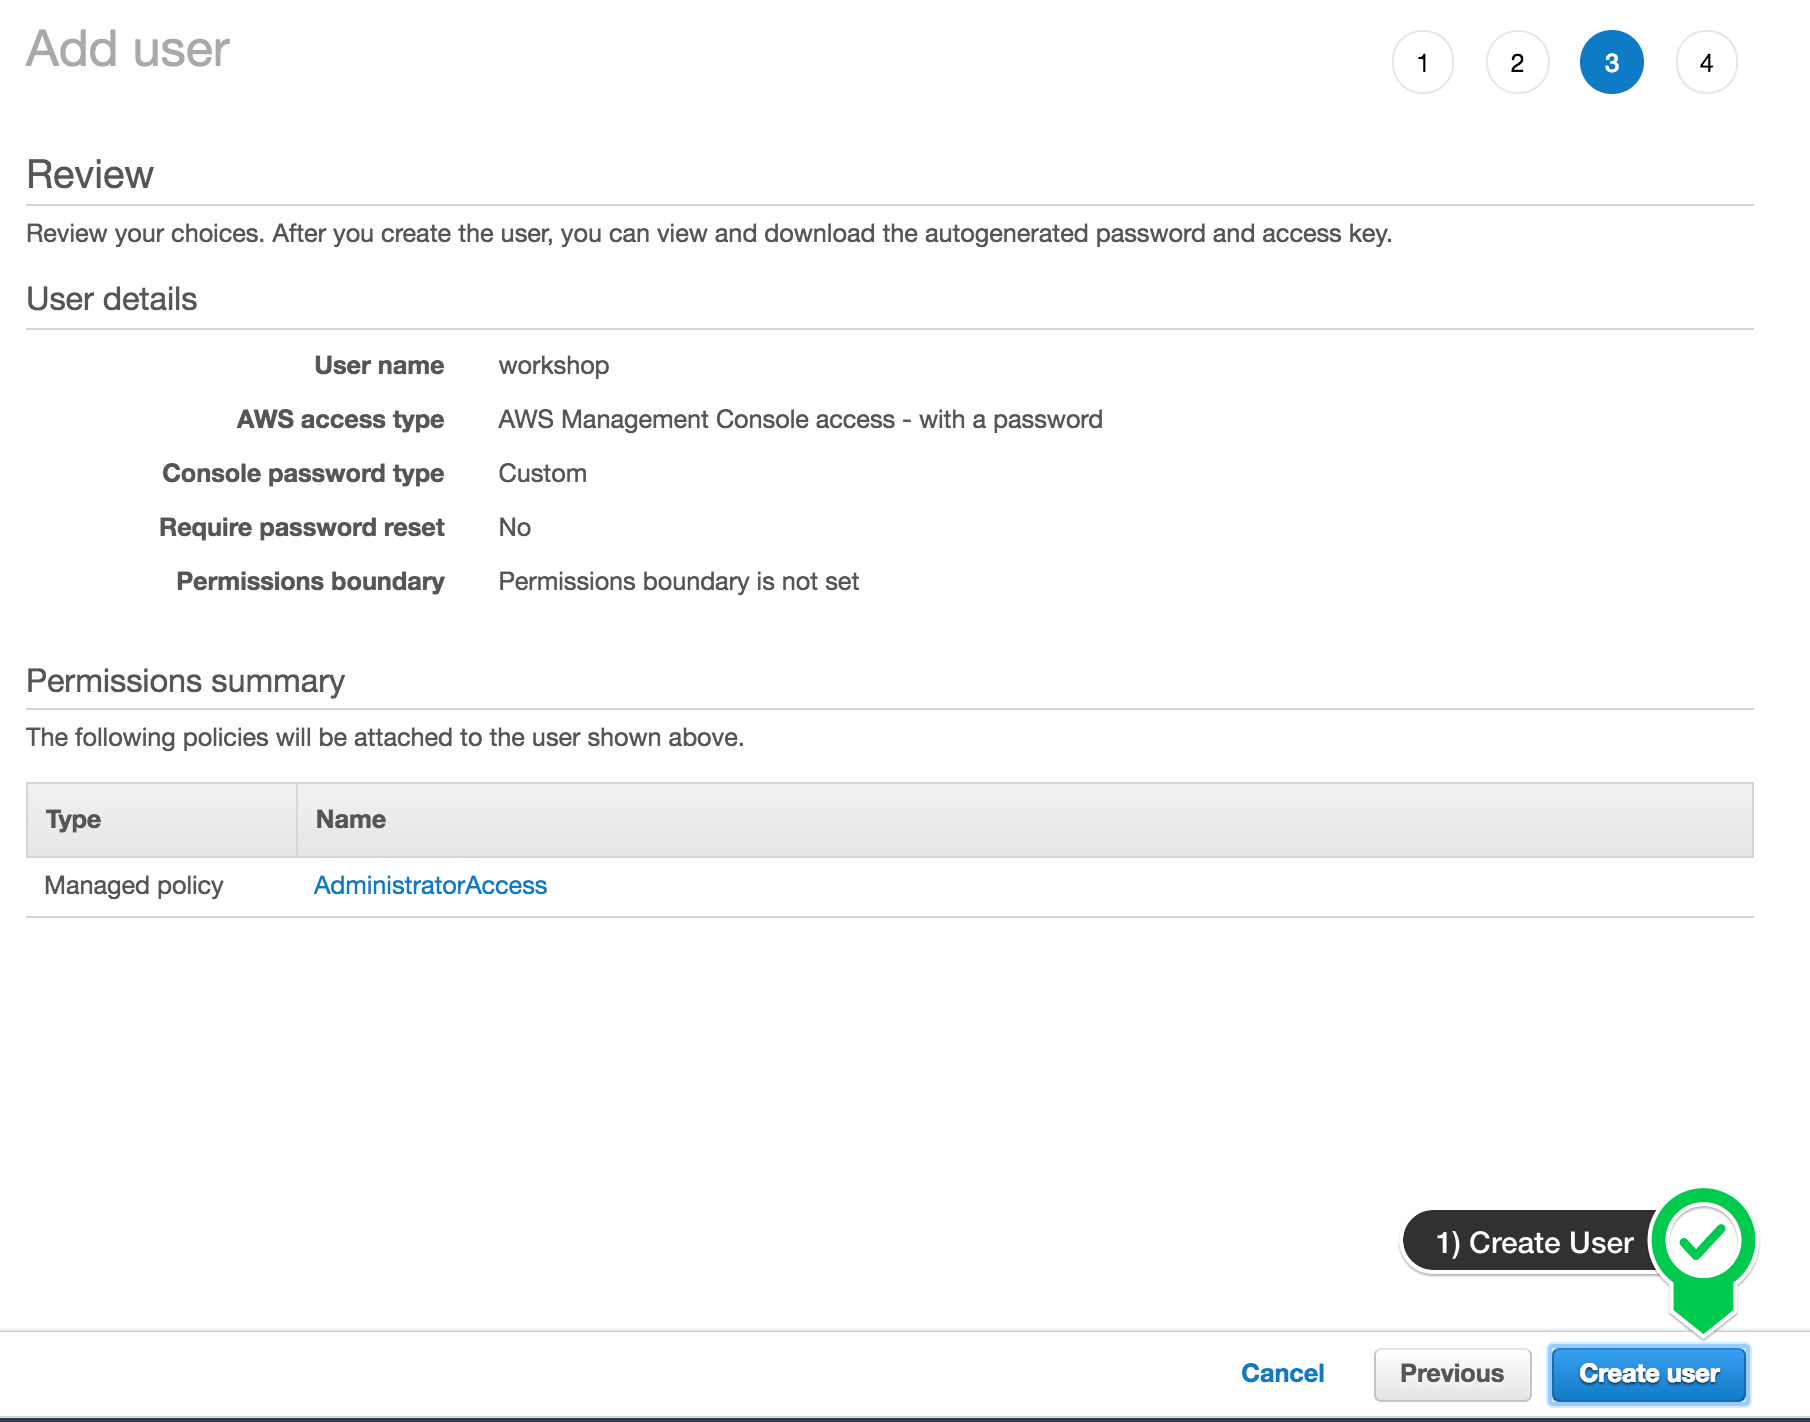 Add user
1 2 3 4
Review
Review your choices. After you create the user, you can view and download the autogenerated password and access key.
User details
User name workshop
AWS access type AWS Management Console access - with a password
Console password type Custom
Require password reset No
Permissions boundary Permissions boundary is not set
Permissions summary
The following policies will be attached to the user shown above.
Type Name
Managed policy AdministratorAccess
1) Create User
Cancel Previous Create user